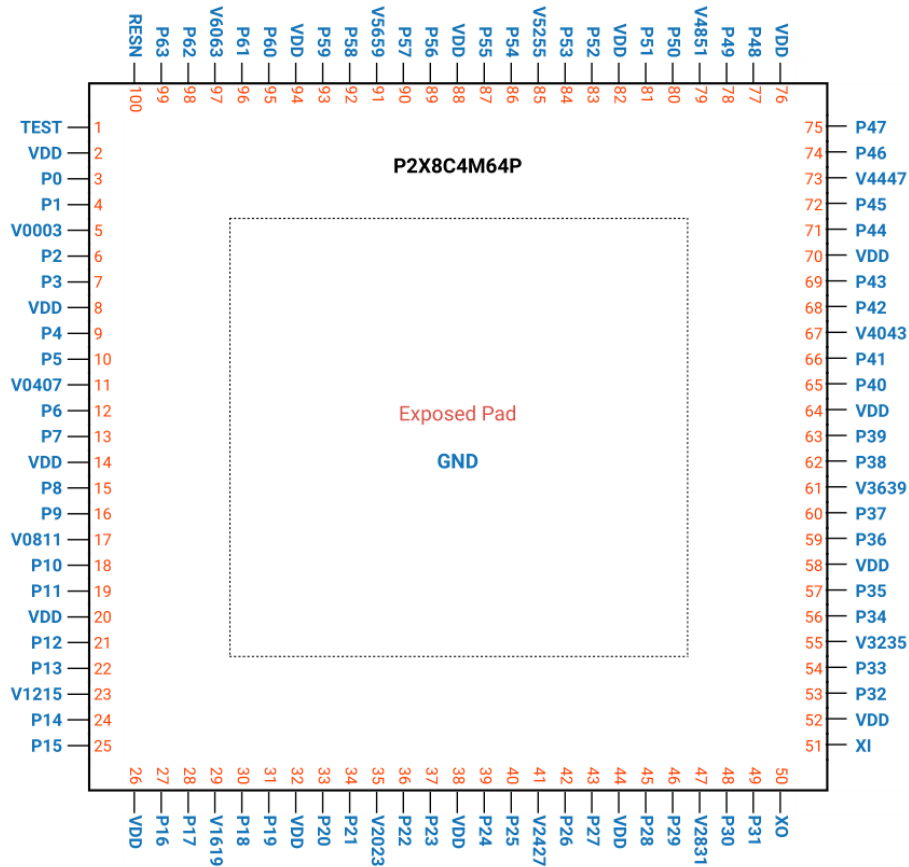 RESN P63 P62 V6063 P61 P60 VDD P59 P58 V5659 P57 P56 VDD P55 P54 V5255 P53 P52 VDD P51 P50 V4851 P49 P48 VDD
100 99 98 97 96 95 94 93 92 91 90 89 88 87 86 85 84 83 82 81 80 79 78 77 76
P2X8C4M64P
TEST 1
VDD 2
P0 3
P1 4
V0003 5
P2 6
P3 7
VDD 8
P4 9
P5 10
V0407 11
P6 12
P7 13
VDD 14
P8 15
P9 16
V0811 17
P10 18
P11 19
VDD 20
P12 21
P13 22
V1215 23
P14 24
P15 25
Exposed Pad
GND
75 P47
74 P46
73 V4447
72 P45
71 P44
70 VDD
69 P43
68 P42
67 V4043
66 P41
65 P40
64 VDD
63 P39
62 P38
61 V3639
60 P37
59 P36
58 VDD
57 P35
56 P34
55 V3235
54 P33
53 P32
52 VDD
51 XI
26 27 28 29 30 31 32 33 34 35 36 37 38 39 40 41 42 43 44 45 46 47 48 49 50
VDD P16 P17 V1619 P18 P19 VDD P20 P21 V2023 P22 P23 VDD P24 P25 V2427 P26 P27 VDD P28 P29 V2831 P30 P31 XO